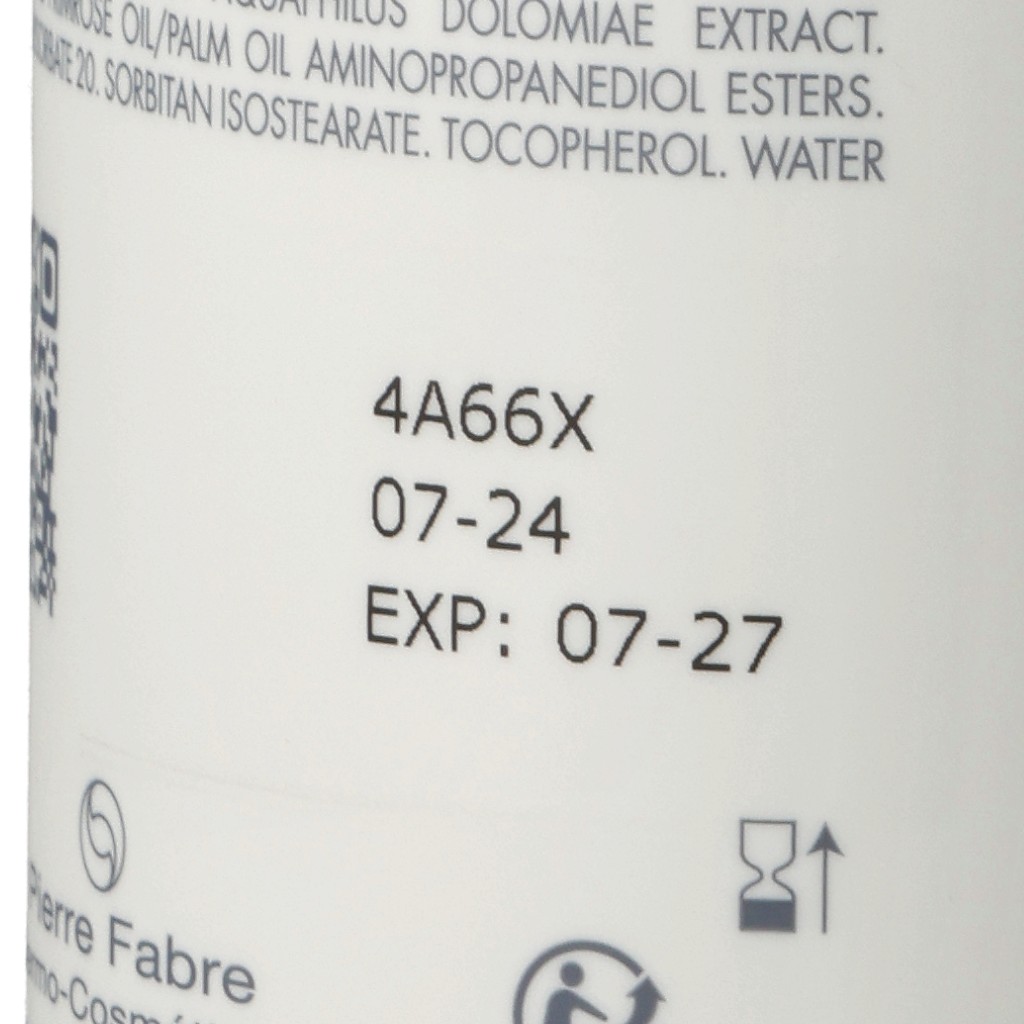 DOLOMIAE EXTRACT.
OIL/PALM OIL AMINOPROPANEDIOL ESTERS.
20. SORBITAN ISOSTEARATE. TOCOPHEROL. WATER
4A66X
07-24
EXP: 07-27
Pierre Fabre